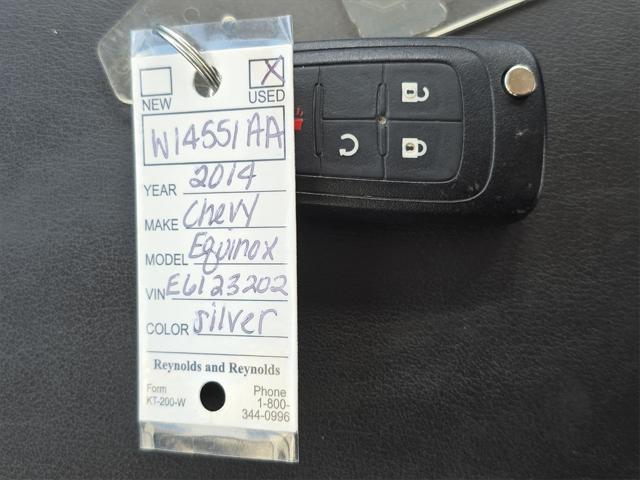 X
NEW USED
W14551AA
YEAR 2014
MAKE Chevy
MODEL Equinox
VIN E6123202
COLOR silver
Reynolds and Reynolds
Form
KT-200-W
Phone
1-800-
344-0996